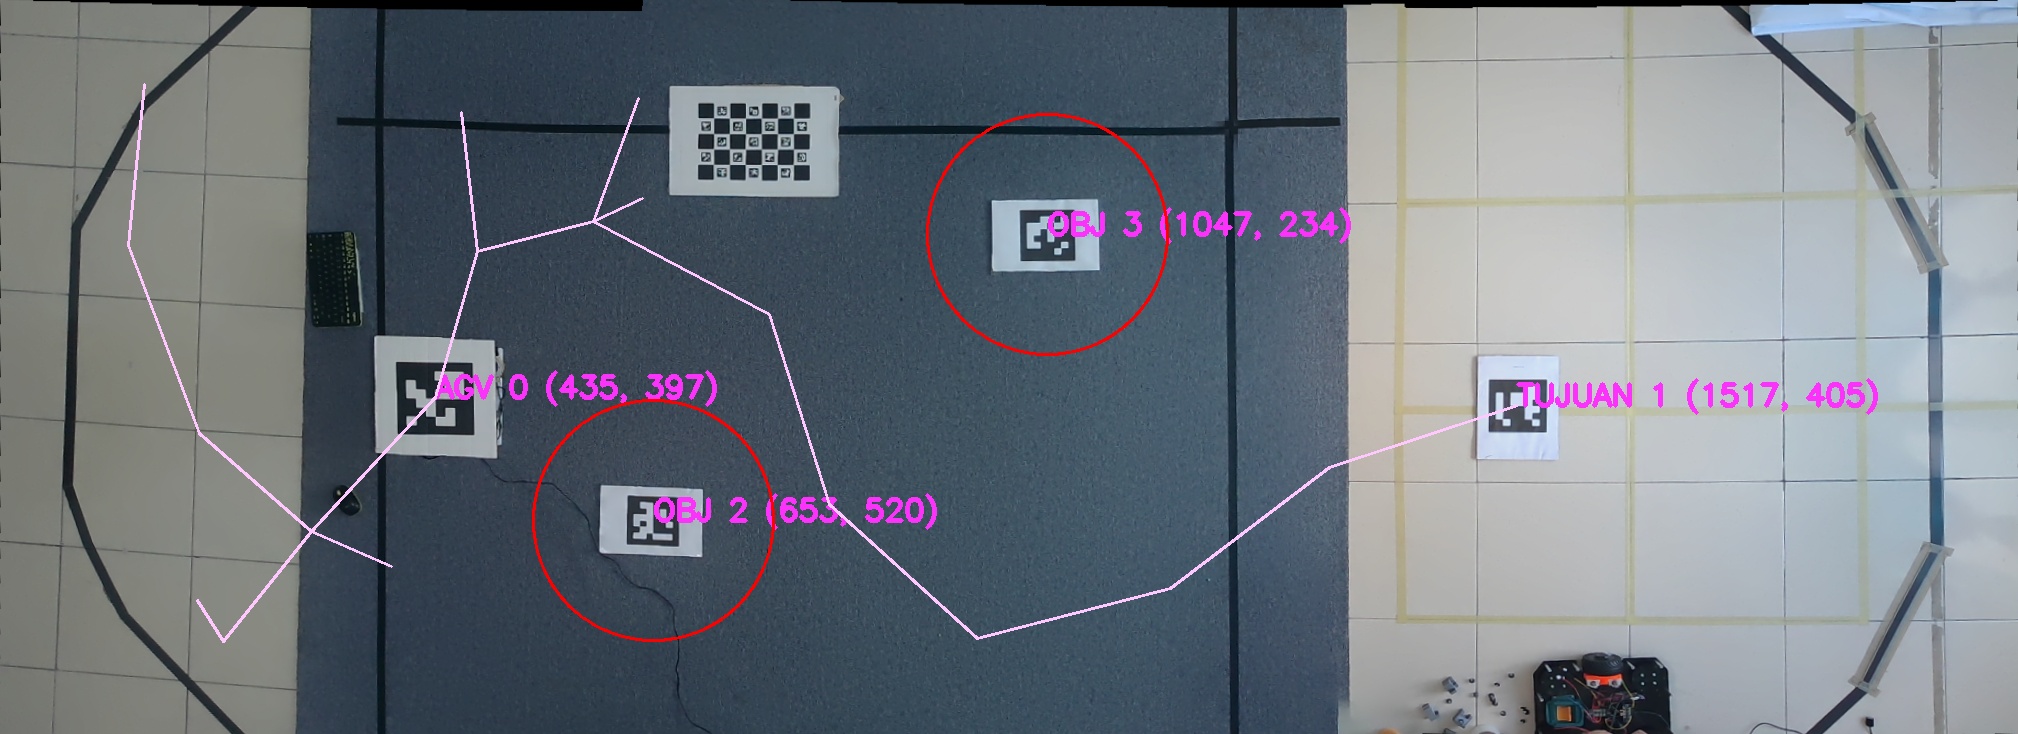 OBJ 3 (1047, 234)
AGV 0 (435, 397)
TUJUAN 1 (1517, 405)
OBJ 2 (653, 520)